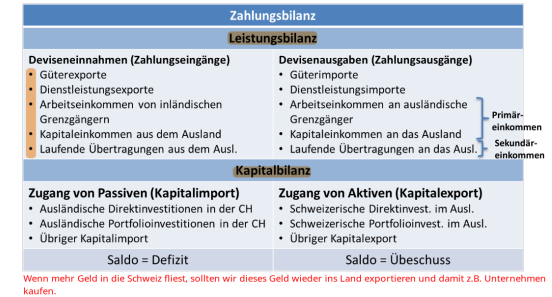 Zahlungsbilanz
Leistungsbilanz
Deviseneinnahmen (Zahlungseingänge)
• Güterexporte
• Dienstleistungsexporte
• Arbeitseinkommen von inländischen
Grenzgängern
• Kapitaleinkommen aus dem Ausland
• Laufende Übertragungen aus dem Ausl.
Devisenausgaben (Zahlungsausgänge)
• Güterimporte
• Dienstleistungsimporte
• Arbeitseinkommen an ausländische
Grenzgänger
• Kapitaleinkommen an das Ausland
• Laufende Übertragungen an das Ausl.
Primär-
einkommen
Sekundär-
einkommen
Kapitalbilanz
Zugang von Passiven (Kapitalimport)
• Ausländische Direktinvestitionen in der CH
• Ausländische Portfolioinvestitionen in der CH
• Übriger Kapitalimport
Zugang von Aktiven (Kapitalexport)
• Schweizerische Direktinvest. im Ausl.
• Schweizerische Portfolioinvest. im Ausl.
• Übriger Kapitalexport
Saldo = Defizit
Saldo = Übeschuss
Wenn mehr Geld in die Schweiz fliest, sollten wir dieses Geld wieder ins Land exportieren und damit z.B. Unternehmen
kaufen.